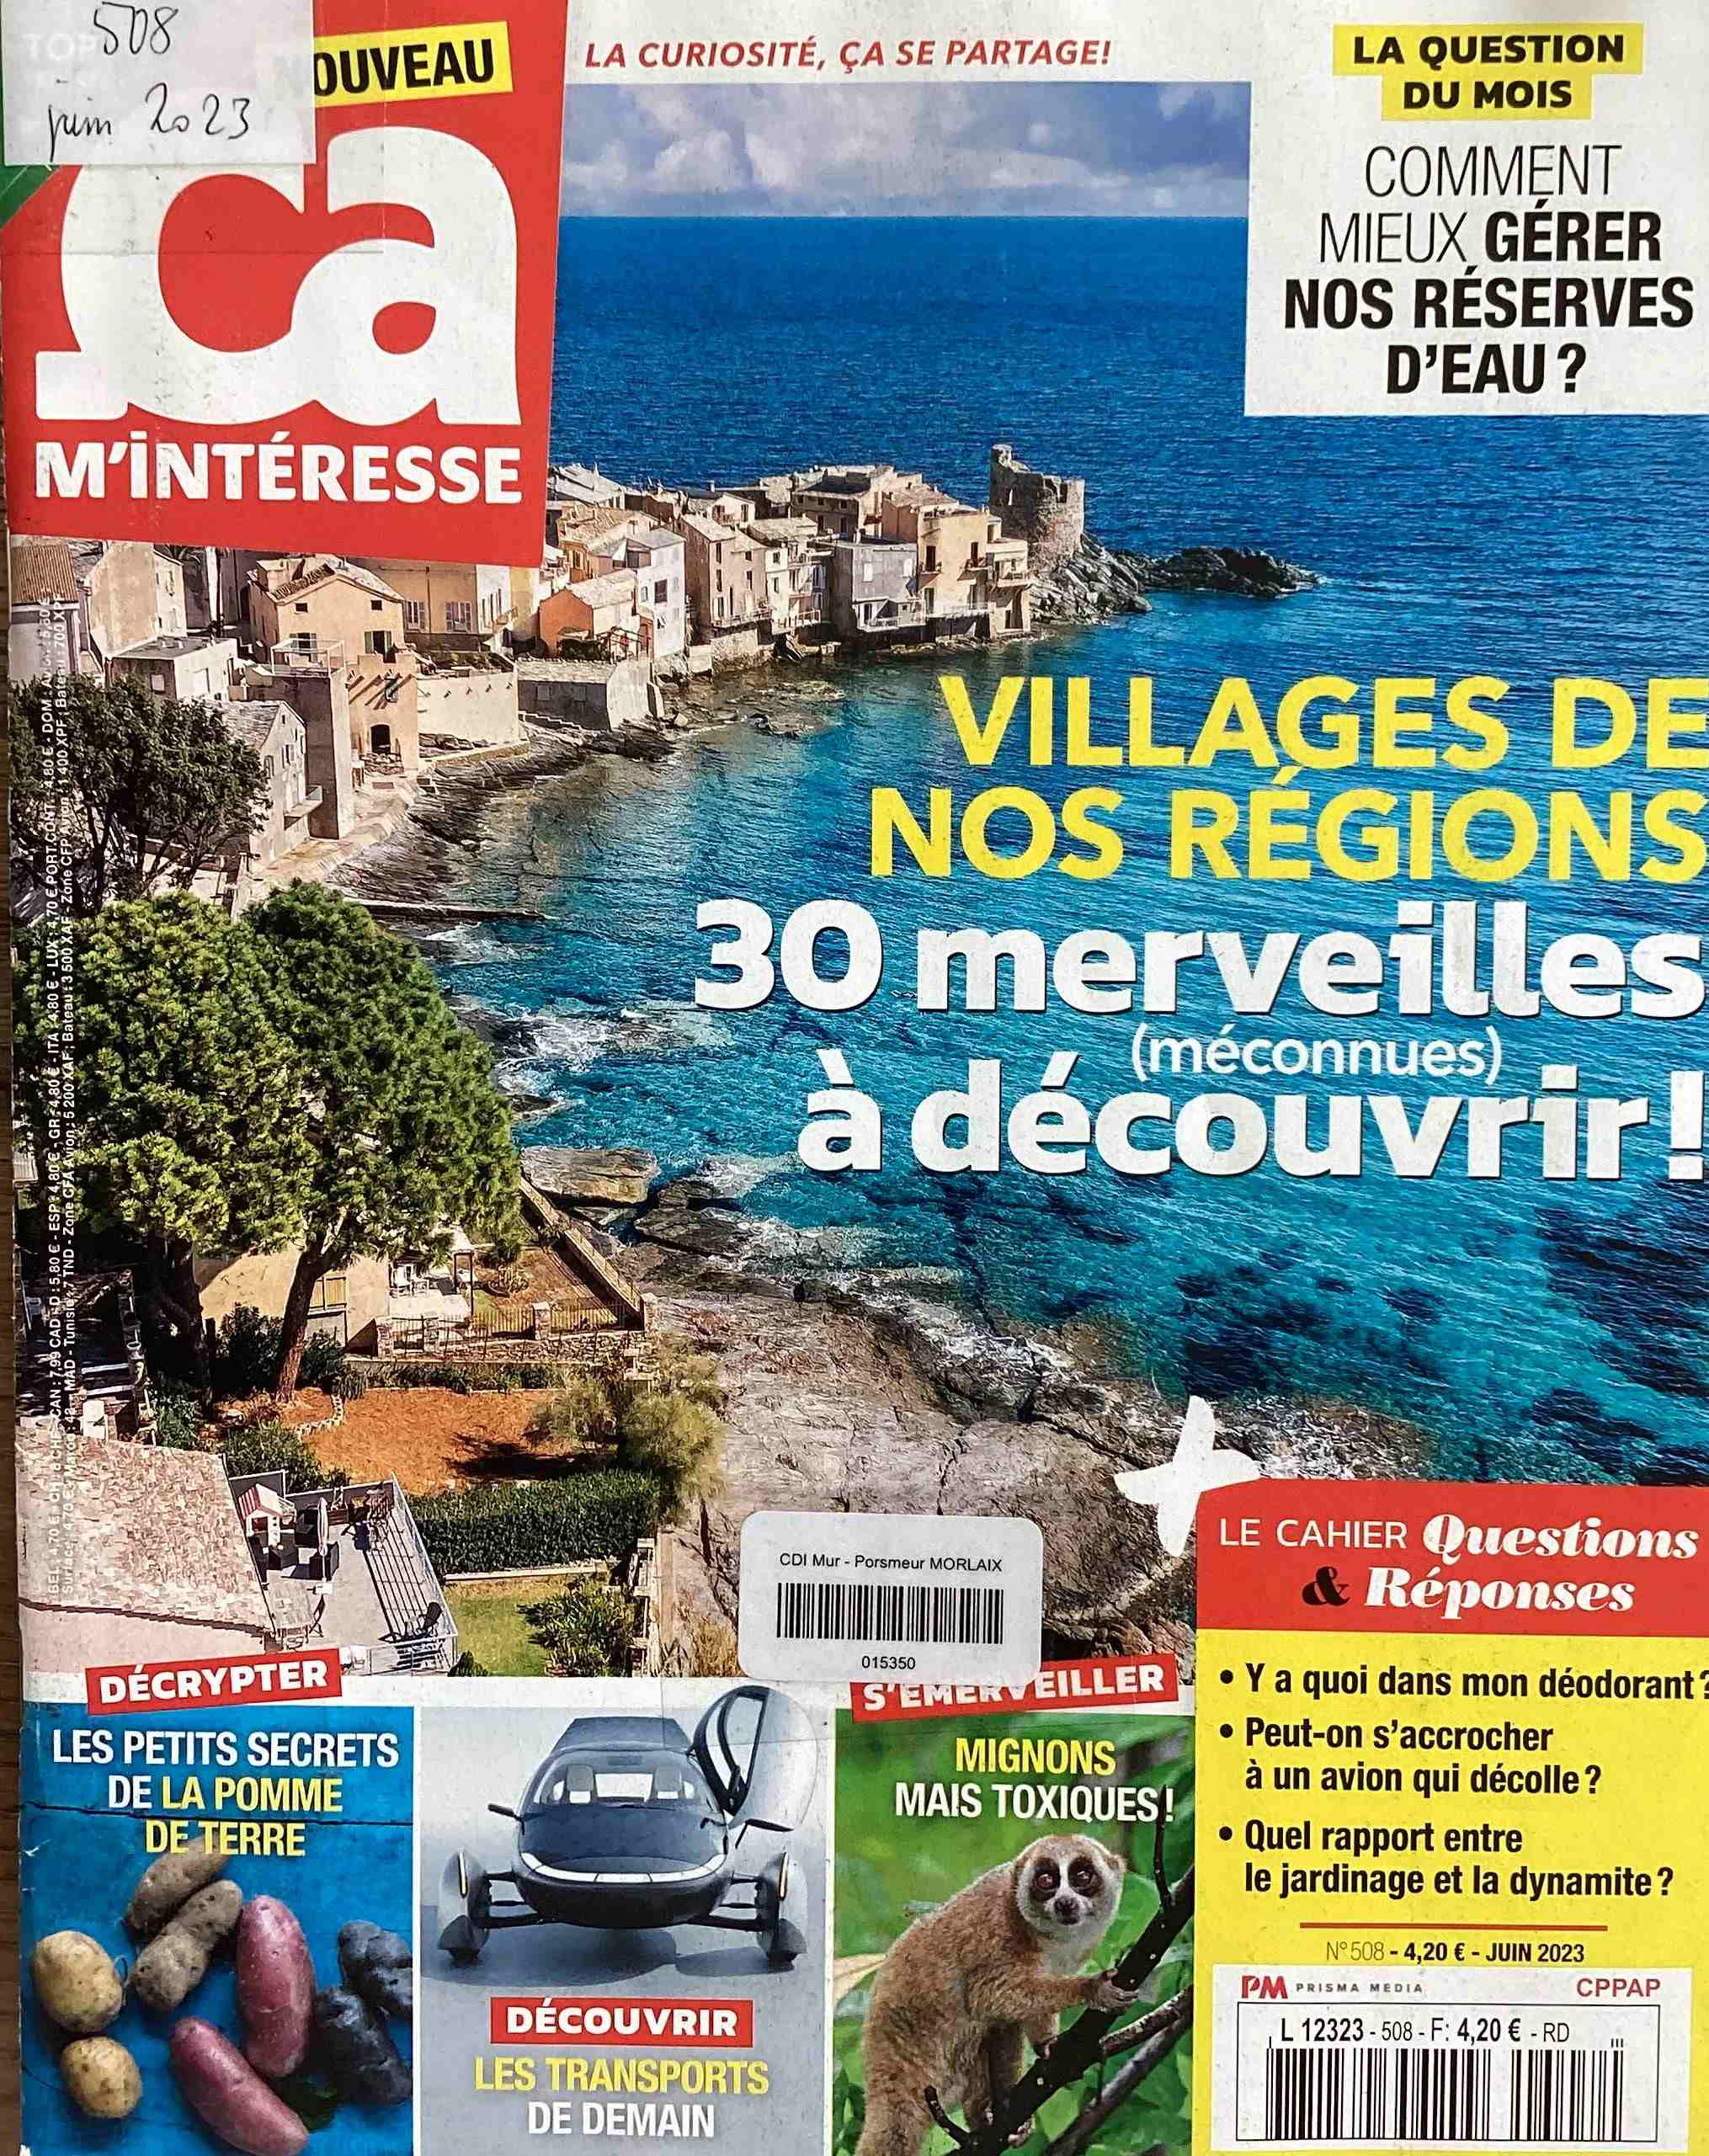 508
juin 2023
TOP
NOUVEAU
ça
M'INTÉRESSE
LA CURIOSITÉ, ÇA SE PARTAGE!
LA QUESTION
DU MOIS
COMMENT
MIEUX GÉRER
NOS RÉSERVES
D'EAU ?
VILLAGES DE
NOS RÉGIONS
30 merveilles
(méconnues)
à découvrir !
CDI Mur - Porsmeur MORLAIX
015350
LE CAHIER Questions
& Réponses
• Y a quoi dans mon déodorant ?
• Peut-on s'accrocher
à un avion qui décolle ?
• Quel rapport entre
le jardinage et la dynamite ?
N° 508 - 4,20 € - JUIN 2023
PM PRISMA MEDIA
CPPAP
L 12323 - 508 - F: 4,20 € - RD
DÉCRYPTER
LES PETITS SECRETS
DE LA POMME
DE TERRE
DÉCOUVRIR
LES TRANSPORTS
DE DEMAIN
S'ÉMERVEILLER
MIGNONS
MAIS TOXIQUES !